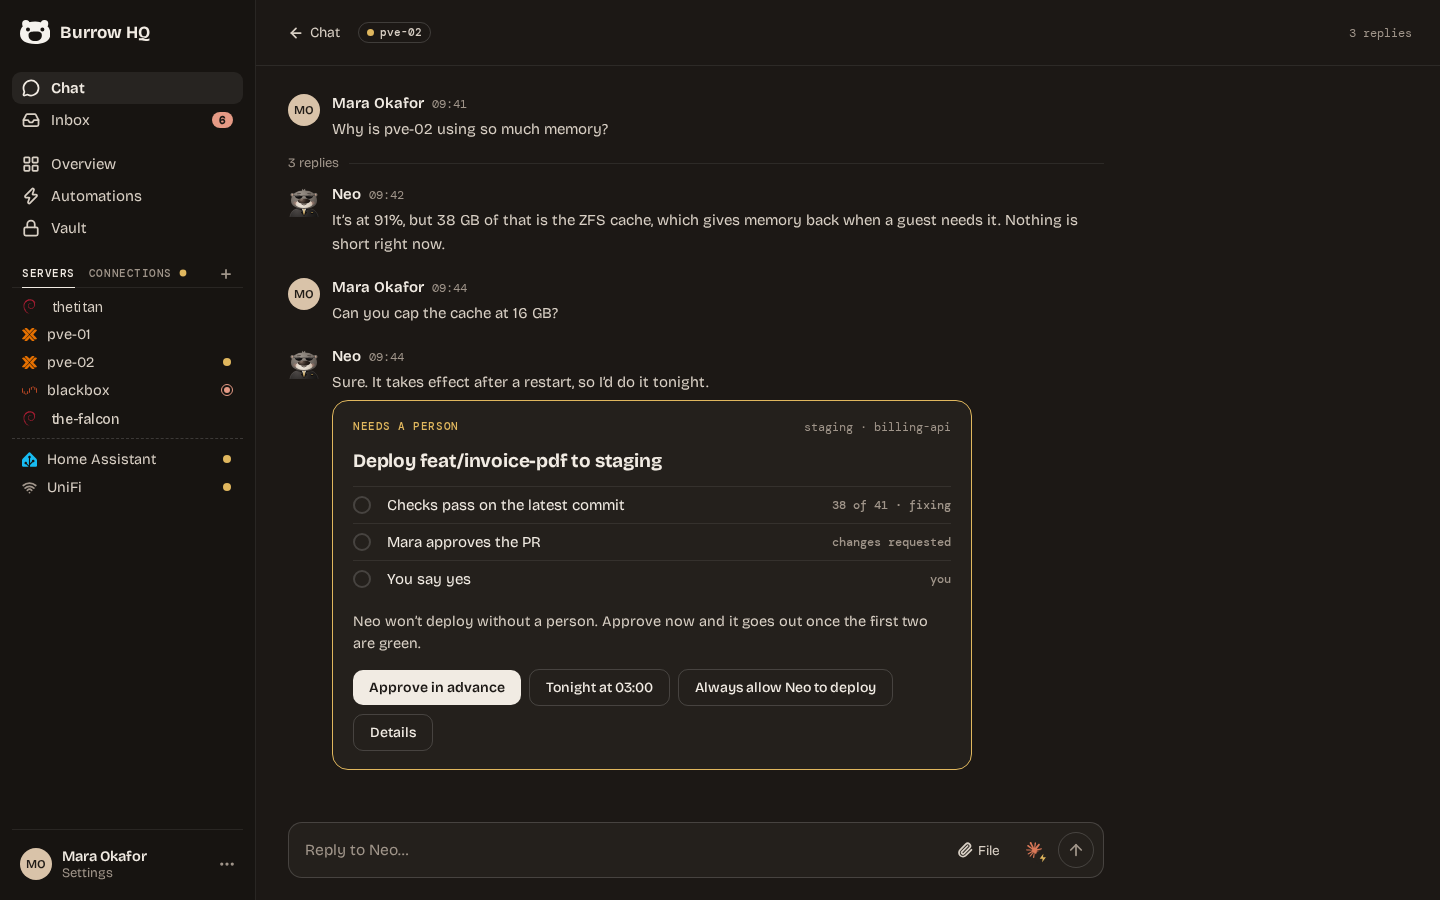 Burrow HQ
Chat
Inbox
6
Overview
Automations
Vault
SERVERS
CONNECTIONS
thetitan
pve-01
pve-02
blackbox
the-falcon
Home Assistant
UniFi
MO
Mara Okafor
Settings
Chat
pve-02
3 replies
MO
Mara Okafor 09:41
Why is pve-02 using so much memory?
3 replies
Neo 09:42
It's at 91%, but 38 GB of that is the ZFS cache, which gives memory back when a guest needs it. Nothing is
short right now.
MO
Mara Okafor 09:44
Can you cap the cache at 16 GB?
Neo 09:44
Sure. It takes effect after a restart, so I'd do it tonight.
NEEDS A PERSON
staging · billing-api
Deploy feat/invoice-pdf to staging
Checks pass on the latest commit
38 of 41 · fixing
Mara approves the PR
changes requested
You say yes
you
Neo won't deploy without a person. Approve now and it goes out once the first two
are green.
Approve in advance
Tonight at 03:00
Always allow Neo to deploy
Details
Reply to Neo...
File